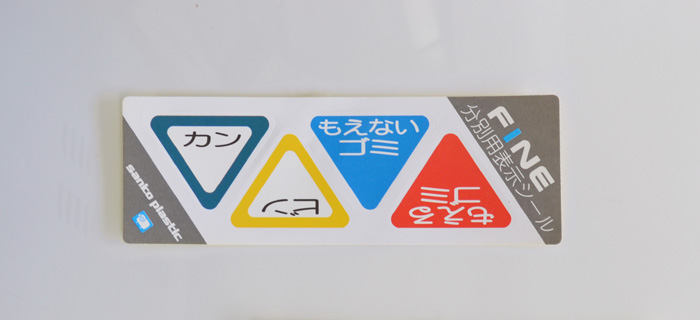 カン
ビン
もえない
ゴミ
もえる
ゴミ
FINE
分別用表示シール
sanko plastic